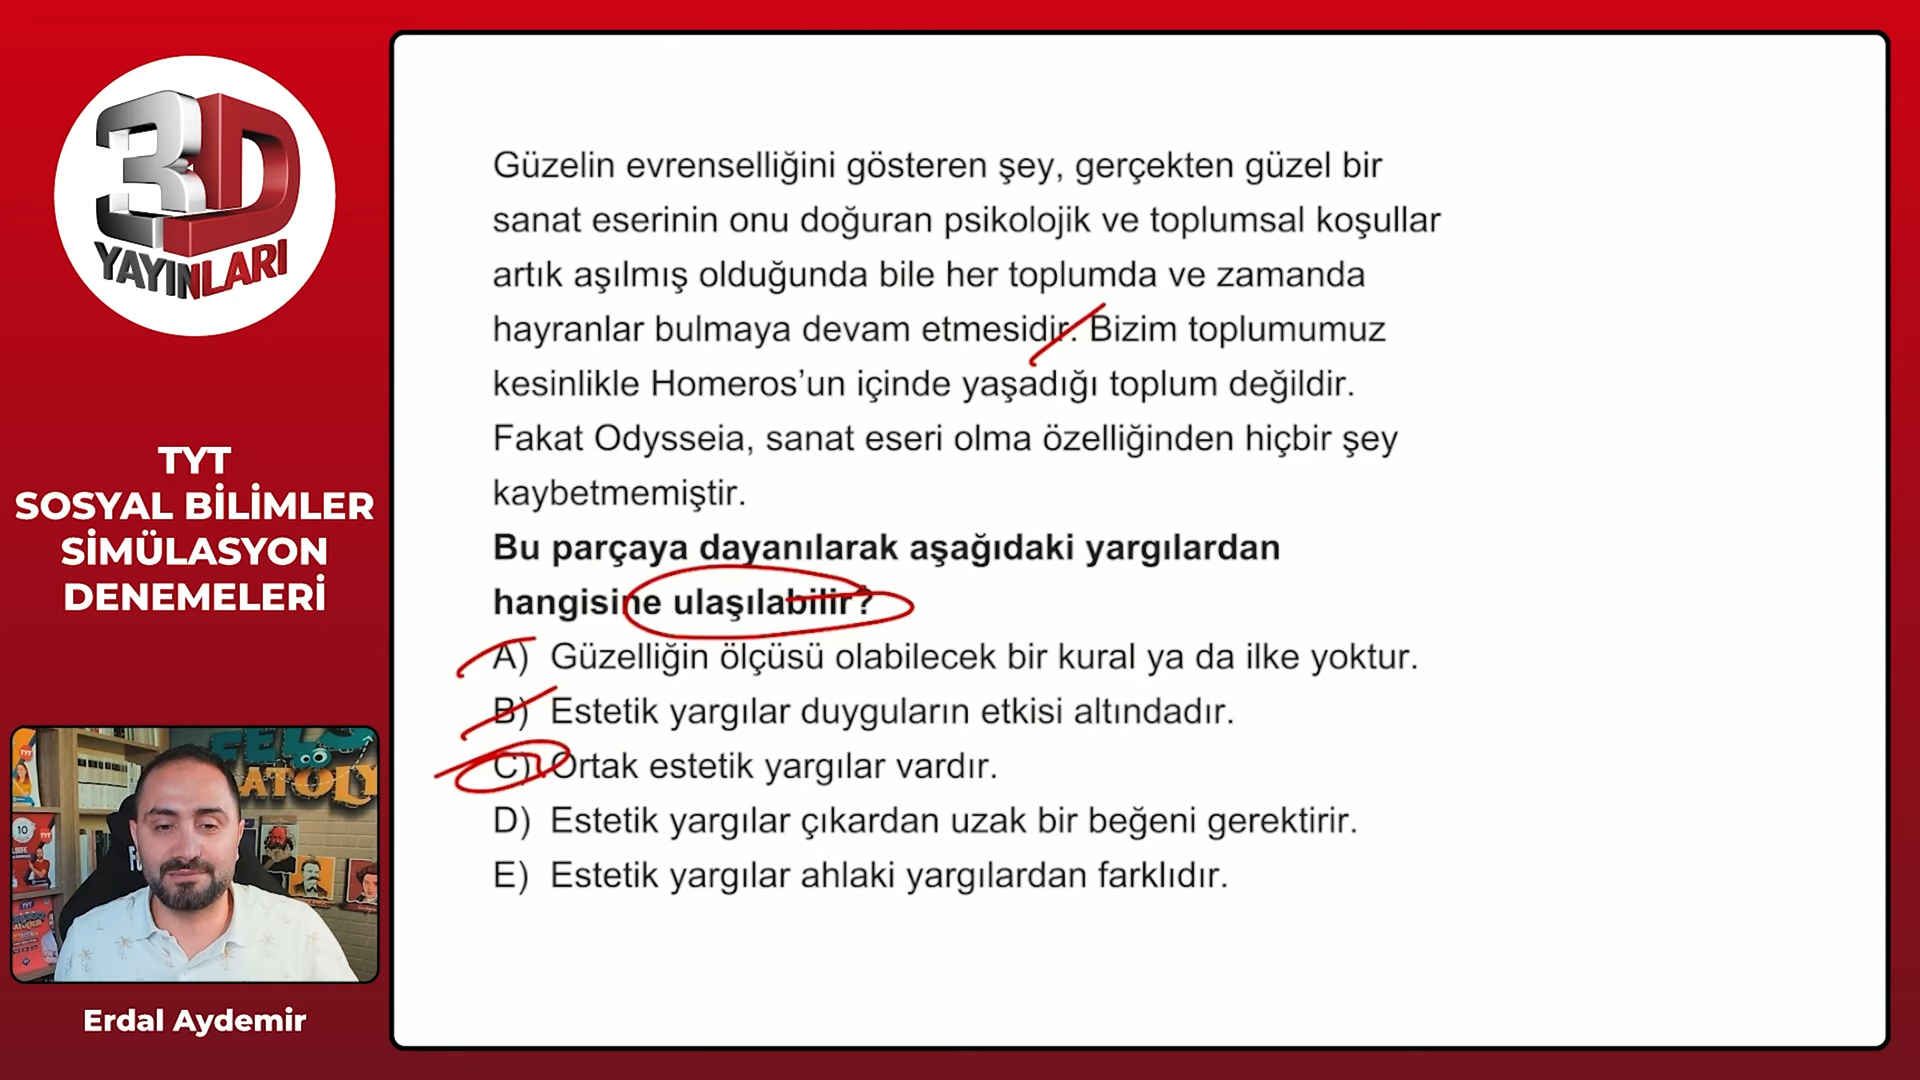 3D
YAYINLARI
TYT
SOSYAL BİLİMLER
SİMÜLASYON
DENEMELERİ
Erdal Aydemir
Güzelin evrenselliğini gösteren şey, gerçekten güzel bir
sanat eserinin onu doğuran psikolojik ve toplumsal koşullar
artık aşılmış olduğunda bile her toplumda ve zamanda
hayranlar bulmaya devam etmesidir. Bizim toplumumuz
kesinlikle Homeros’un içinde yaşadığı toplum değildir.
Fakat Odysseia, sanat eseri olma özelliğinden hiçbir şey
kaybetmemiştir.
Bu parçaya dayanılarak aşağıdaki yargılardan
hangisine ulaşılabilir?
A) Güzelliğin ölçüsü olabilecek bir kural ya da ilke yoktur.
B) Estetik yargılar duyguların etkisi altındadır.
C) Ortak estetik yargılar vardır.
D) Estetik yargılar çıkardan uzak bir beğeni gerektirir.
E) Estetik yargılar ahlaki yargılardan farklıdır.